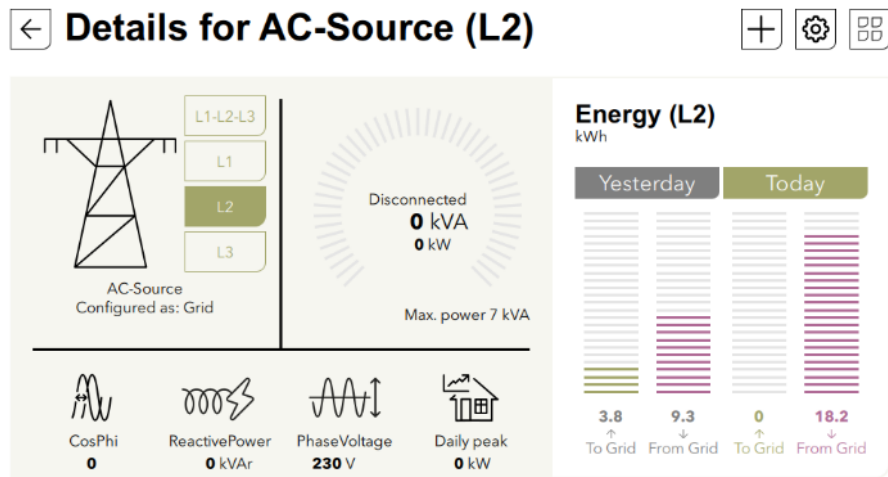 Details for AC-Source (L2)
L1-L2-L3
L1
L2
L3
AC-Source
Configured as: Grid
Disconnected
0 kVA
0 kW
Max. power 7 kVA
CosPhi
0
ReactivePower
0 kVAr
PhaseVoltage
230 V
Daily peak
0 kW
Energy (L2)
kWh
Yesterday Today
3.8 9.3 0 18.2
To Grid From Grid To Grid From Grid